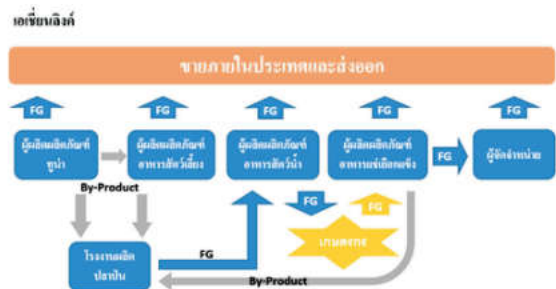 เอเชี่ยนลิงค์
ขายภายในประเทศและส่งออก
FG FG FG FG FG
ผู้ผลิตผลิตภัณฑ์
ทูน่า
ผู้ผลิตผลิตภัณฑ์
อาหารสัตว์เลี้ยง
ผู้ผลิตผลิตภัณฑ์
อาหารสัตว์น้ำ
ผู้ผลิตผลิตภัณฑ์
อาหารแช่เยือกแข็ง
FG
ผู้จัดจำหน่าย
By-Product
FG
FG
เกษตรกร
โรงงานผลิต
ปลาป่น
FG
By-Product